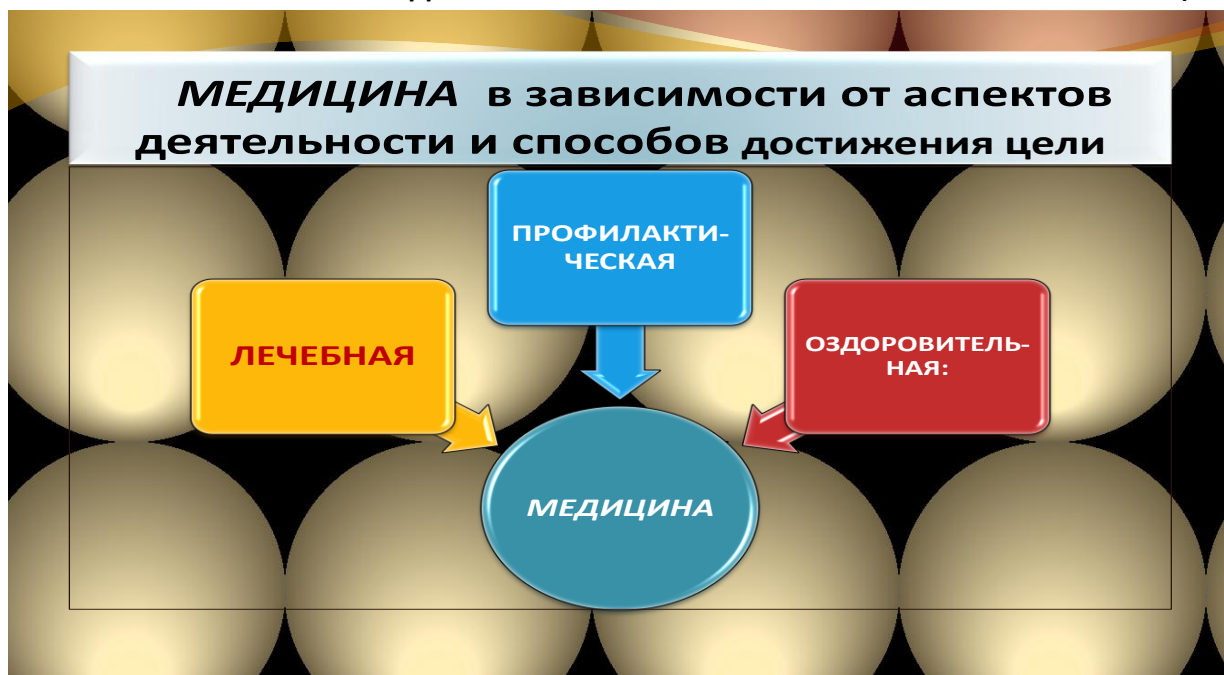 МЕДИЦИНА в зависимости от аспектов
деятельности и способов достижения цели
ПРОФИЛАКТИ-
ЧЕСКАЯ
ЛЕЧЕБНАЯ
ОЗДОРОВИТЕЛЬ-
НАЯ:
МЕДИЦИНА